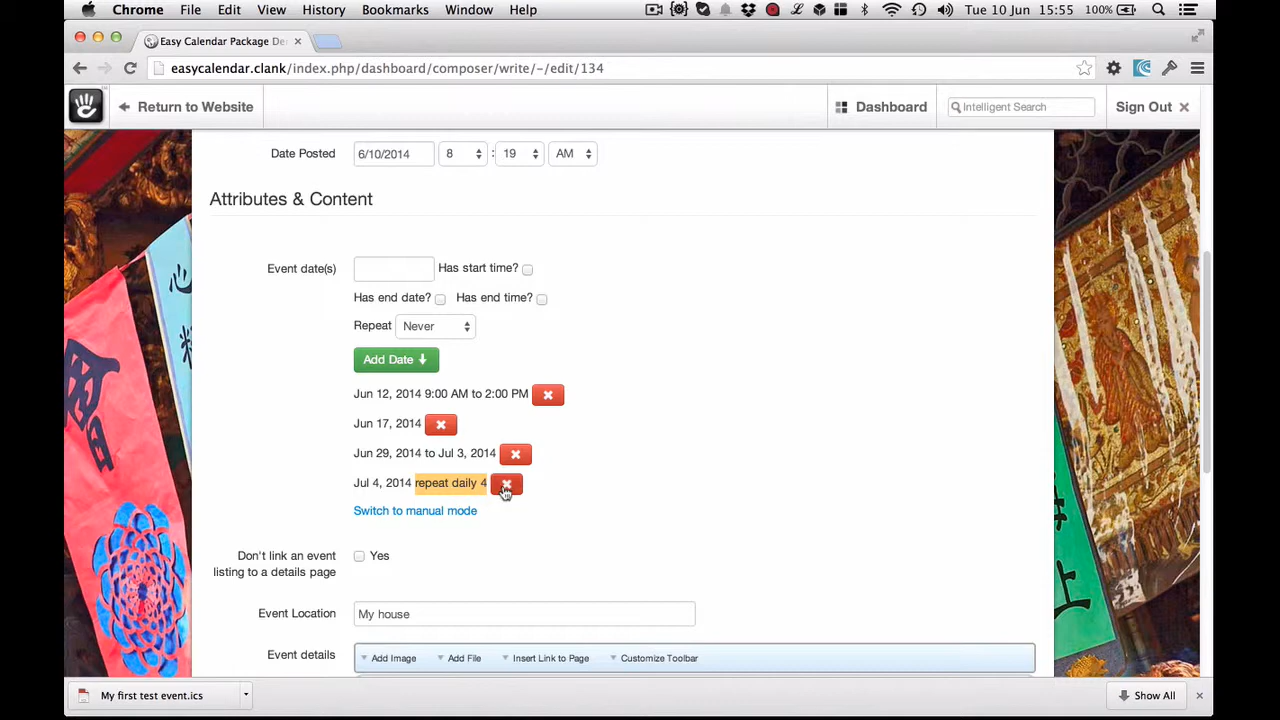 Chrome File Edit View History Bookmarks Window Help Tue 10 Jun 15:55 100%
Easy Calendar Package De
easycalendar.clank/index.php/dashboard/composer/write/-/edit/134
Return to Website Dashboard Intelligent Search Sign Out
Date Posted 6/10/2014 8 : 19 AM
Attributes & Content
Event date(s) Has start time?
Has end date? Has end time?
Repeat Never
Add Date
Jun 12, 2014 9:00 AM to 2:00 PM
Jun 17, 2014
Jun 29, 2014 to Jul 3, 2014
Jul 4, 2014 repeat daily 4
Switch to manual mode
Don't link an event Yes
listing to a details page
Event Location My house
Event details Add Image Add File Insert Link to Page Customize Toolbar
My first test event.ics Show All